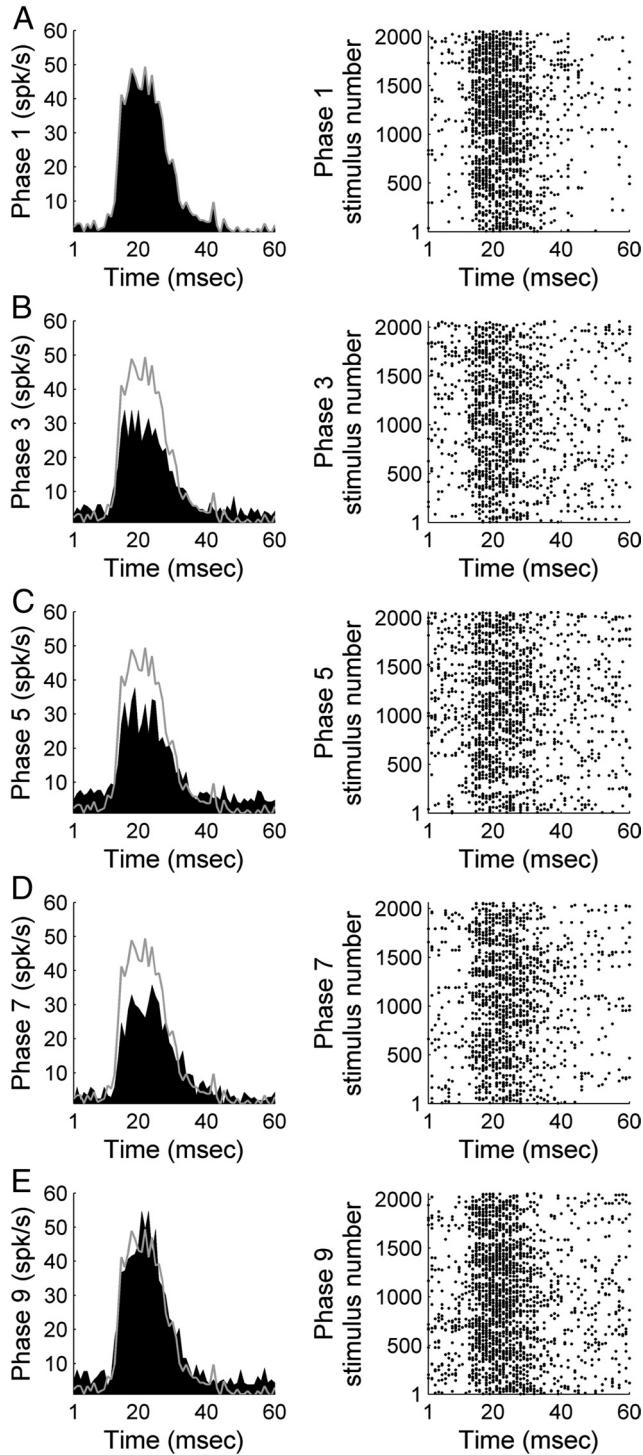 A
Phase 1 (spk/s)
60
50
40
30
20
10
1 20 40 60
Time (msec)
Phase 1
stimulus number
2000
1500
1000
500
1
1 20 40 60
Time (msec)
B
Phase 3 (spk/s)
60
50
40
30
20
10
1 20 40 60
Time (msec)
Phase 3
stimulus number
2000
1500
1000
500
1
1 20 40 60
Time (msec)
C
Phase 5 (spk/s)
60
50
40
30
20
10
1 20 40 60
Time (msec)
Phase 5
stimulus number
2000
1500
1000
500
1
1 20 40 60
Time (msec)
D
Phase 7 (spk/s)
60
50
40
30
20
10
1 20 40 60
Time (msec)
Phase 7
stimulus number
2000
1500
1000
500
1
1 20 40 60
Time (msec)
E
Phase 9 (spk/s)
60
50
40
30
20
10
1 20 40 60
Time (msec)
Phase 9
stimulus number
2000
1500
1000
500
1
1 20 40 60
Time (msec)